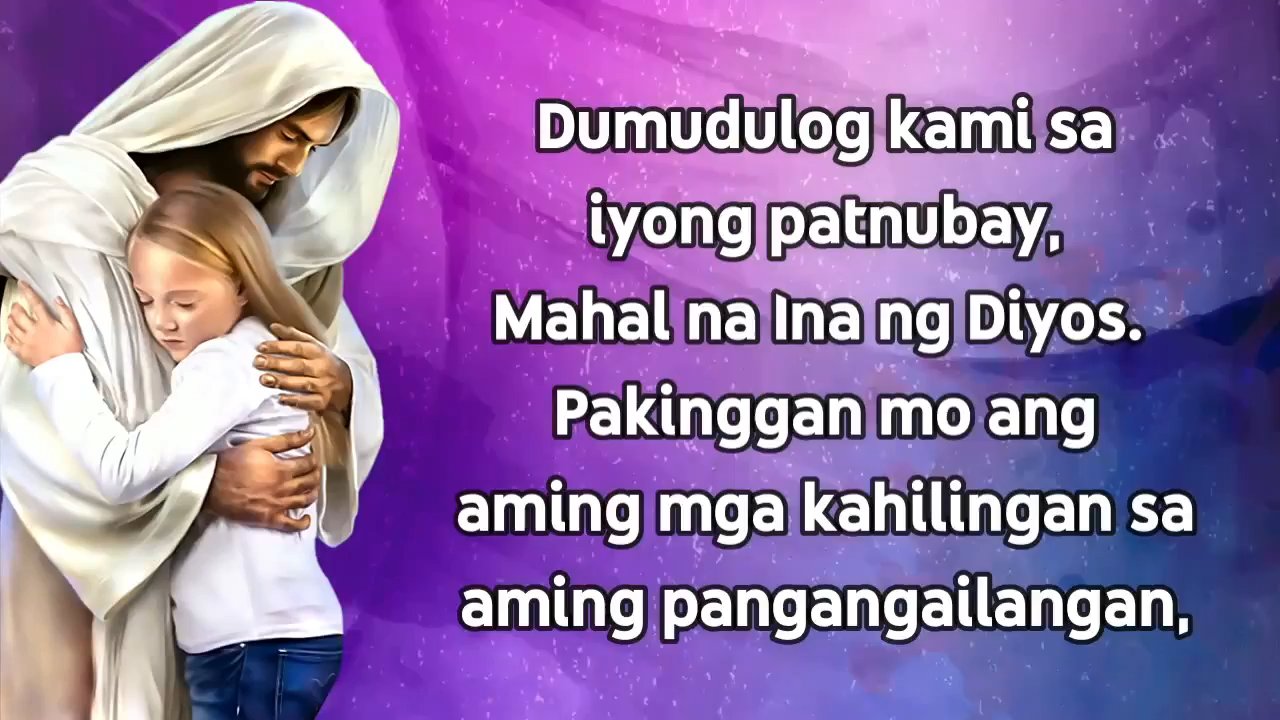 Dumudulog kami sa
iyong patnubay,
Mahal na Ina ng Diyos.
Pakinggan mo ang
aming mga kahilingan sa
aming pangangailangan,